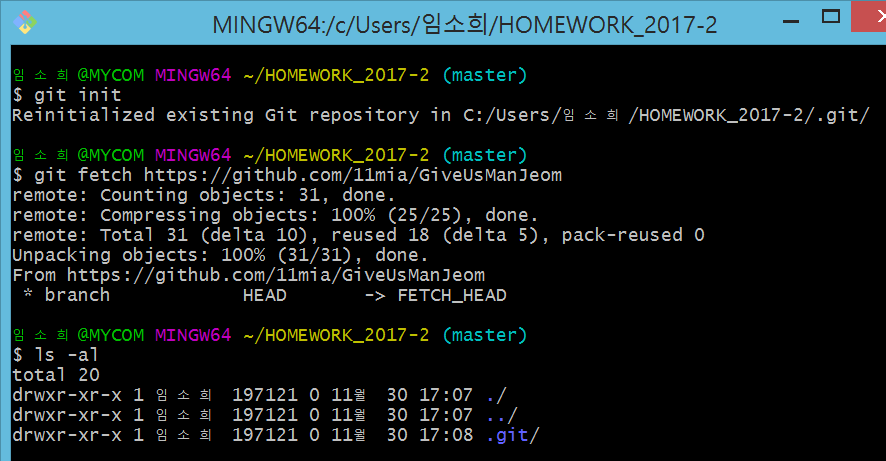 MINGW64:/c/Users/임소희/HOMEWORK_2017-2
임소희@MYCOM MINGW64 ~/HOMEWORK_2017-2 (master)
$ git init
Reinitialized existing Git repository in C:/Users/임소희/HOMEWORK_2017-2/.git/
임소희@MYCOM MINGW64 ~/HOMEWORK_2017-2 (master)
$ git fetch https://github.com/11mia/GiveUsManJeom
remote: Counting objects: 31, done.
remote: Compressing objects: 100% (25/25), done.
remote: Total 31 (delta 10), reused 18 (delta 5), pack-reused 0
Unpacking objects: 100% (31/31), done.
From https://github.com/11mia/GiveUsManJeom
 * branch            HEAD       -> FETCH_HEAD
임소희@MYCOM MINGW64 ~/HOMEWORK_2017-2 (master)
$ ls -al
total 20
drwxr-xr-x 1 임소희 197121 0 11월 30 17:07 ./
drwxr-xr-x 1 임소희 197121 0 11월 30 17:07 ../
drwxr-xr-x 1 임소희 197121 0 11월 30 17:08 .git/